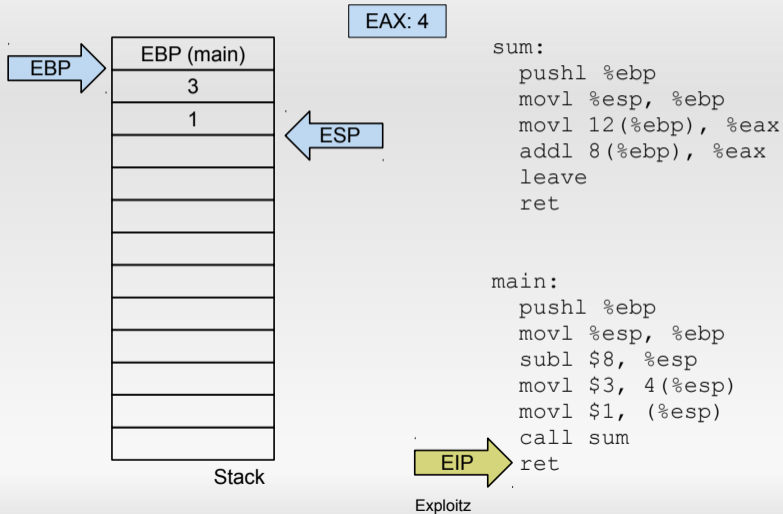 EAX: 4
EBP
EBP (main)
3
1
ESP
Stack
sum:
pushl %ebp
movl %esp, %ebp
movl 12(%ebp), %eax
addl 8(%ebp), %eax
leave
ret
main:
pushl %ebp
movl %esp, %ebp
subl $8, %esp
movl $3, 4(%esp)
movl $1, (%esp)
call sum
EIP
ret
Exploitz